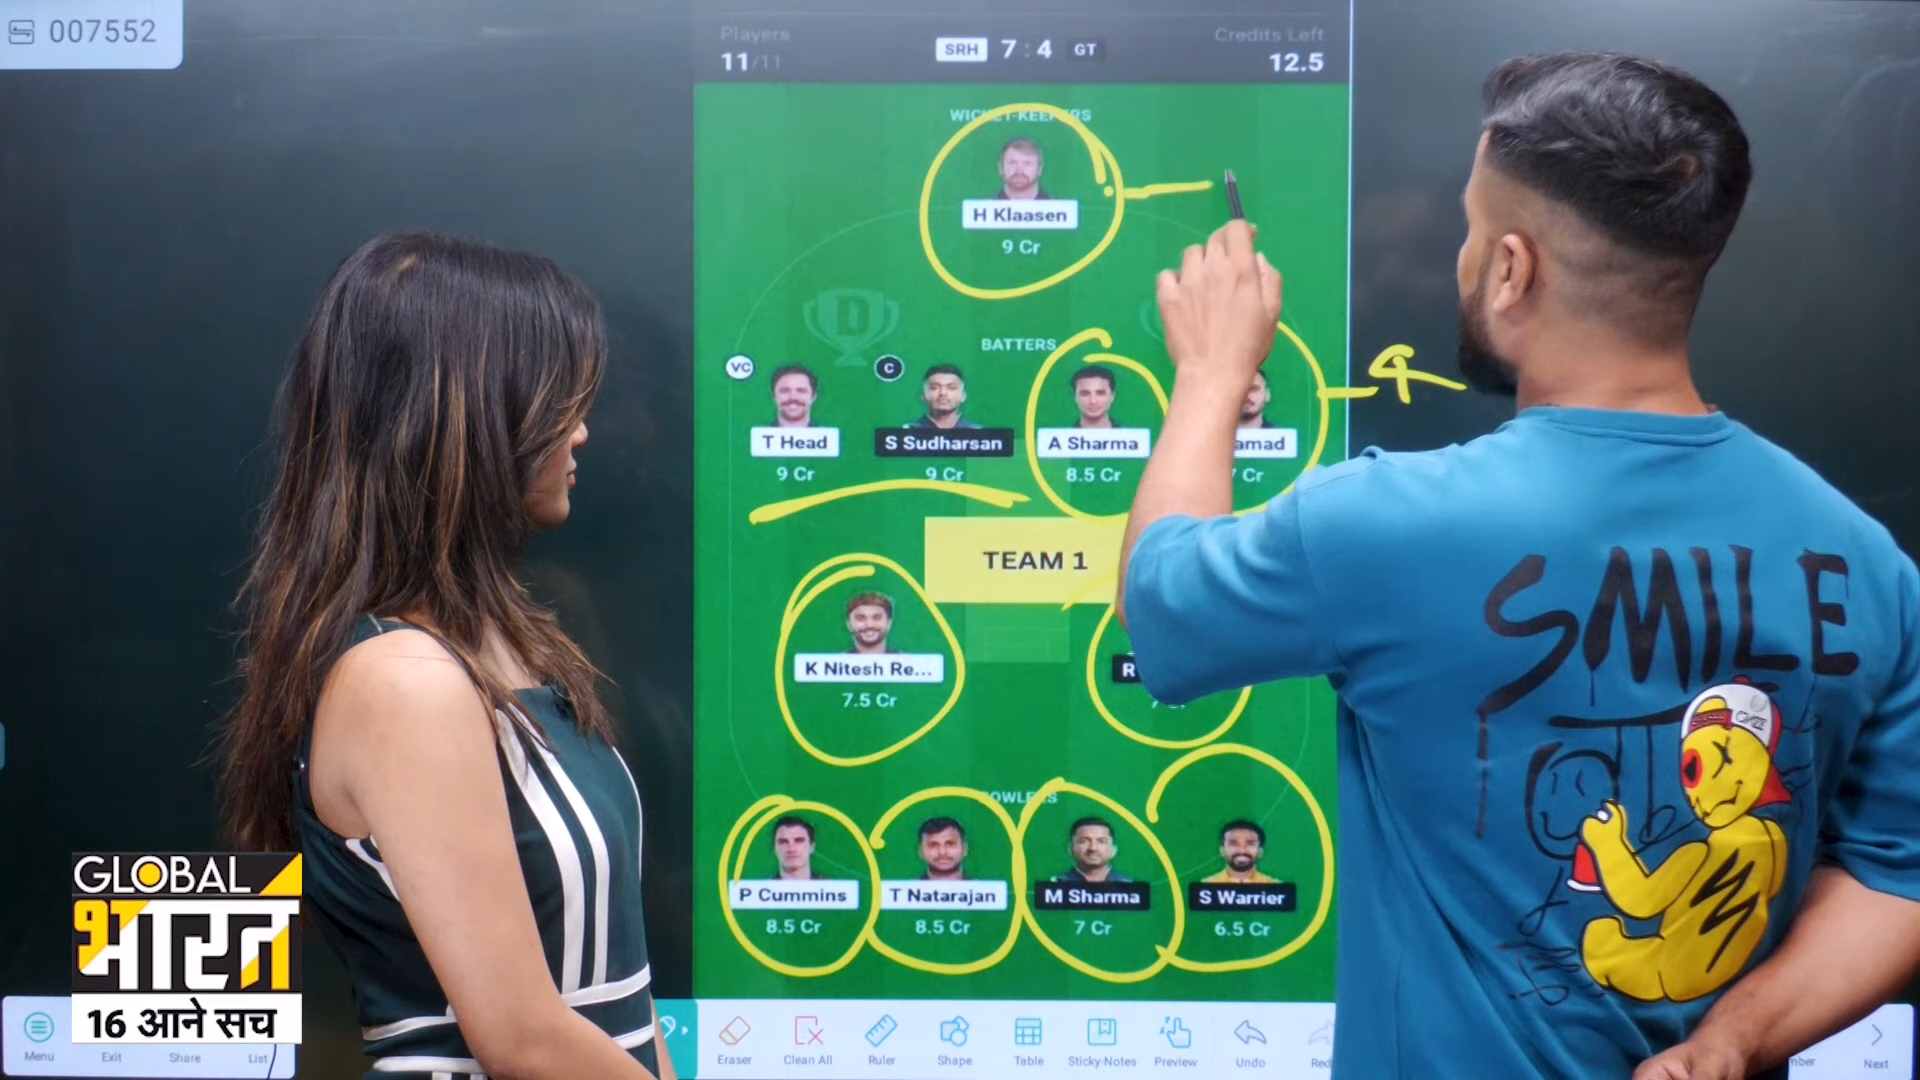 007552
Players
11/11
SRH 7 : 4 GT
Credits Left
12.5
WICKET-KEEPERS
H Klaasen
9 Cr
BATTERS
VC
C
T Head
S Sudharsan
A Sharma
9 Cr
9 Cr
8.5 Cr
7 Cr
TEAM 1
K Nitesh Re...
7.5 Cr
BOWLERS
P Cummins
T Natarajan
M Sharma
S Warrier
8.5 Cr
8.5 Cr
7 Cr
6.5 Cr
SMILE
GLOBAL
भारत
16 आने सच
Menu
Exit
Share
List
Eraser
Clean All
Ruler
Shape
Table
Sticky-Notes
Preview
Undo
Next